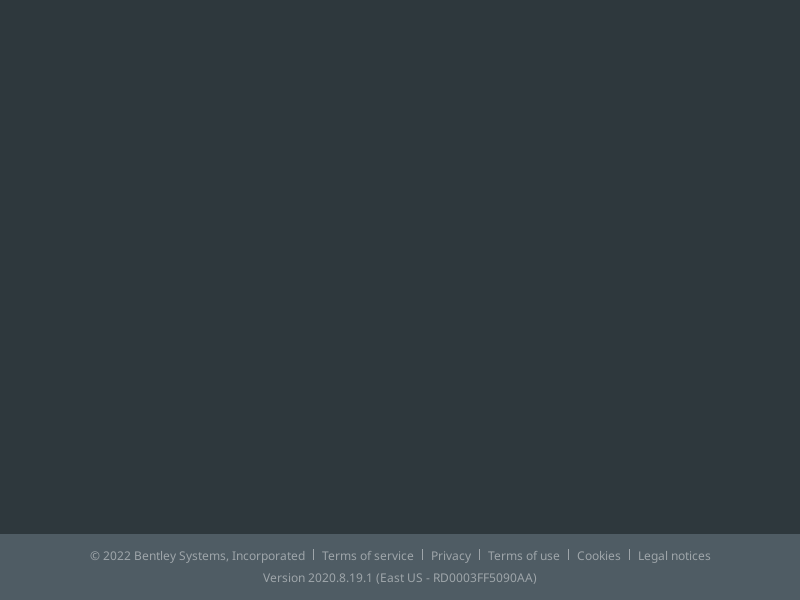 © 2022 Bentley Systems, Incorporated | Terms of service | Privacy | Terms of use | Cookies | Legal notices
Version 2020.8.19.1 (East US - RD0003FF5090AA)